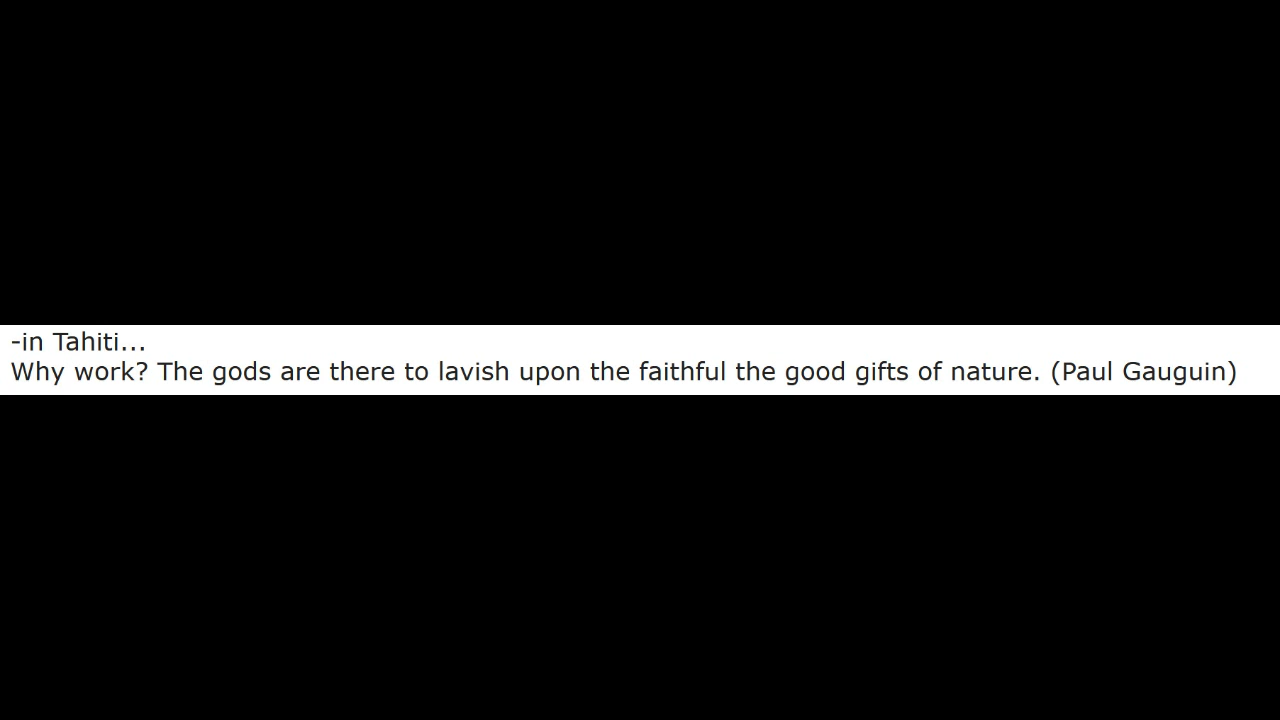 -in Tahiti...
Why work? The gods are there to lavish upon the faithful the good gifts of nature. (Paul Gauguin)